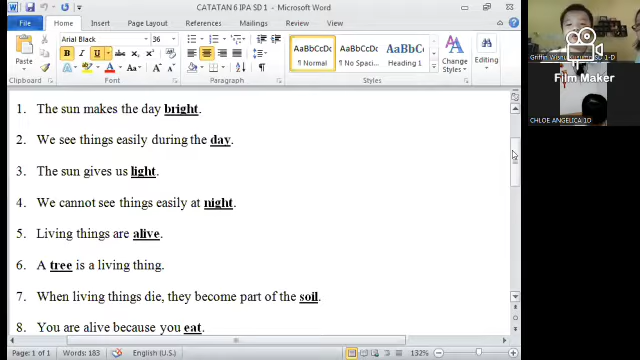 CATATAN 6 IPA SD 1 - Microsoft Word
File Home Insert Page Layout References Mailings Review View
Arial Black 36
Paste
B I U abc x₂ x²
AaBbCcDc AaBbCcDc AaBbC
¶ Normal ¶ No Spaci... Heading 1
Change Styles
Editing
Clipboard Font Paragraph Styles
1. The sun makes the day bright.
2. We see things easily during the day.
3. The sun gives us light.
4. We cannot see things easily at night.
5. Living things are alive.
6. A tree is a living thing.
7. When living things die, they become part of the soil.
8. You are alive because you eat.
Page: 1 of 1 Words: 183 English (U.S.) 132%
Film Maker
CHLOE ANGELICA 1D